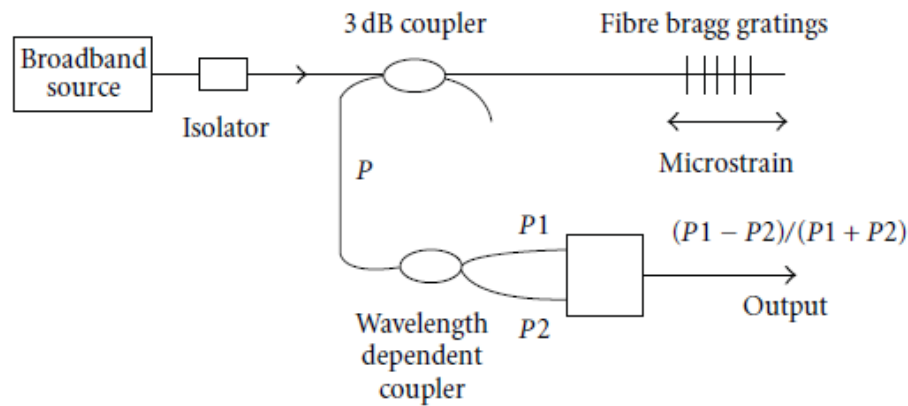 3 dB coupler
Fibre bragg gratings
Broadband
source
Isolator
Microstrain
P
P1
(P1 − P2)/(P1 + P2)
P2
Output
Wavelength
dependent
coupler